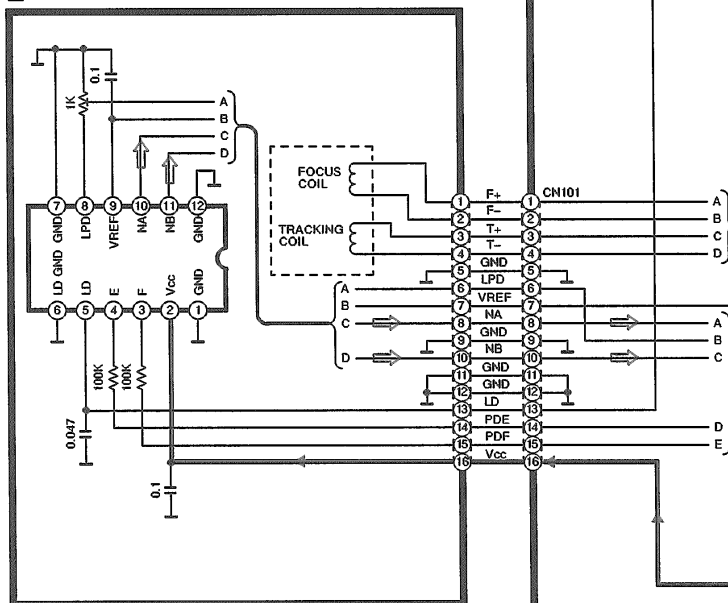 0.1
1K
A
B
C
D
7 8 9 10 11 12
GND LPD VREF NA NB GND
LD GND LD E F Vcc GND
6 5 4 3 2 1
100K 100K
0.047
0.1
FOCUS
COIL
TRACKING
COIL
CN101
1 F+ 1 A
2 F- 2 B
3 T+ 3 C
4 T- 4 D
5 GND 5
A 6 LPD 6
B 7 VREF 7
C 8 NA 8 A
9 GND 9 B
D 10 NB 10 C
11 GND 11
12 GND 12
13 LD 13
14 PDE 14 D
15 PDF 15 E
16 Vcc 16